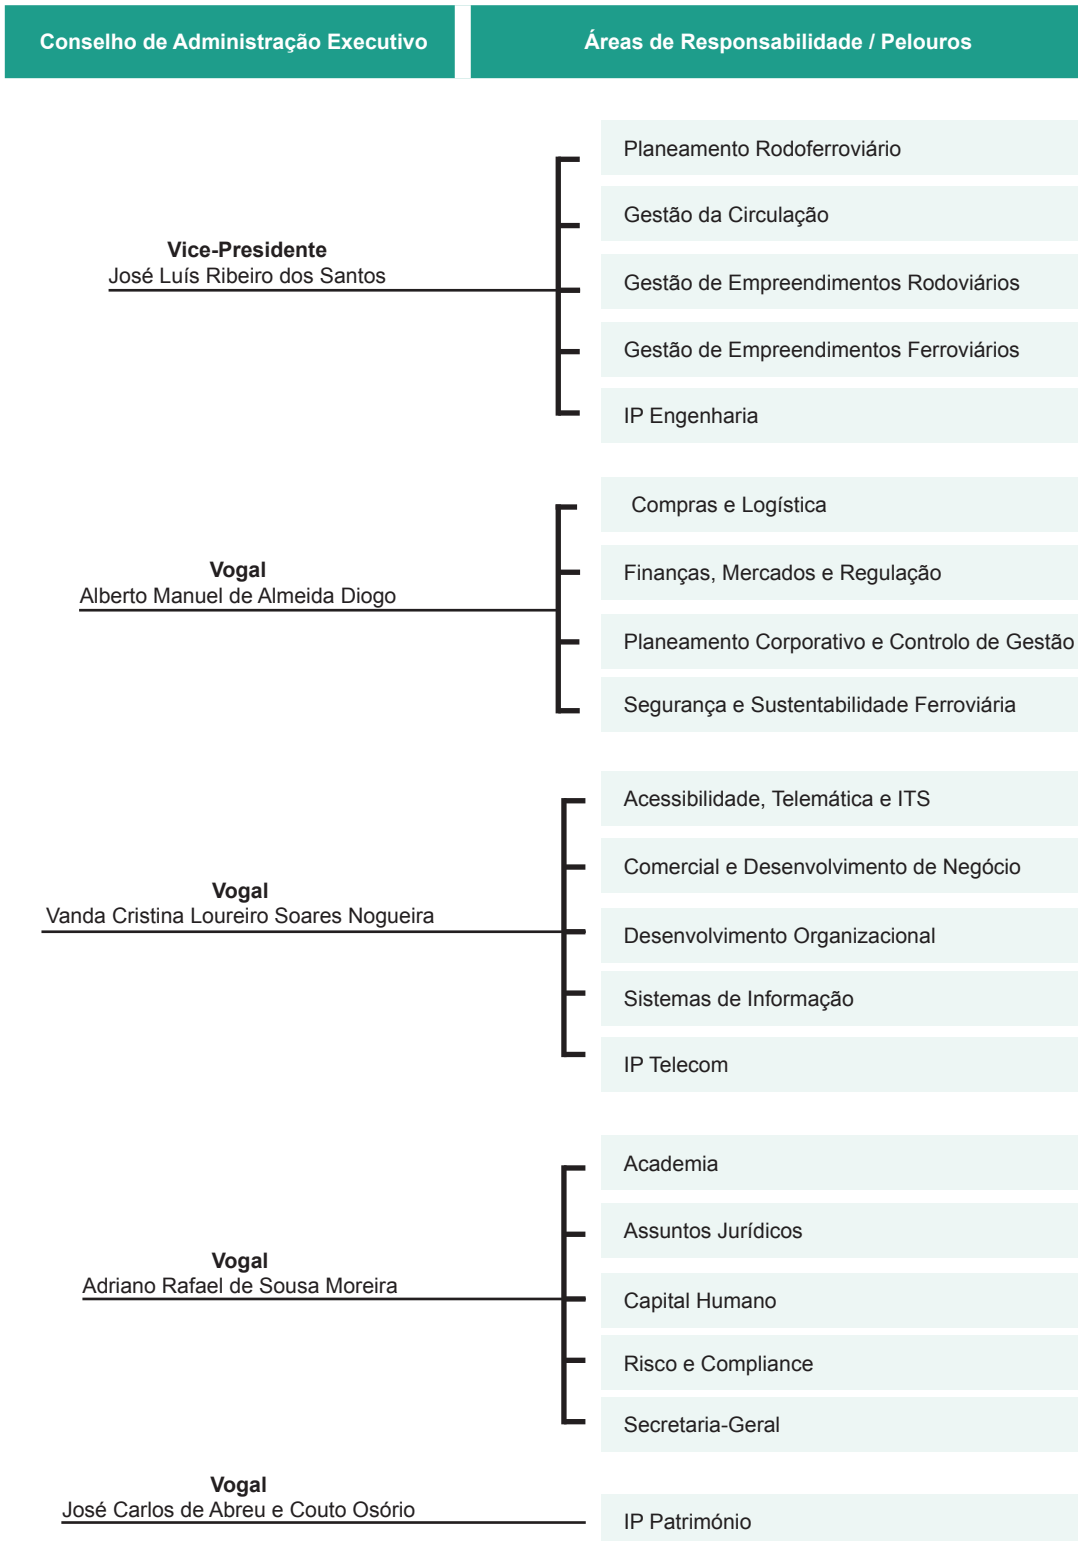 Conselho de Administração Executivo
Áreas de Responsabilidade / Pelouros
Vice-Presidente
José Luís Ribeiro dos Santos
Planeamento Rodoferroviário
Gestão da Circulação
Gestão de Empreendimentos Rodoviários
Gestão de Empreendimentos Ferroviários
IP Engenharia
Vogal
Alberto Manuel de Almeida Diogo
Compras e Logística
Finanças, Mercados e Regulação
Planeamento Corporativo e Controlo de Gestão
Segurança e Sustentabilidade Ferroviária
Vogal
Vanda Cristina Loureiro Soares Nogueira
Acessibilidade, Telemática e ITS
Comercial e Desenvolvimento de Negócio
Desenvolvimento Organizacional
Sistemas de Informação
IP Telecom
Vogal
Adriano Rafael de Sousa Moreira
Academia
Assuntos Jurídicos
Capital Humano
Risco e Compliance
Secretaria-Geral
Vogal
José Carlos de Abreu e Couto Osório
IP Património